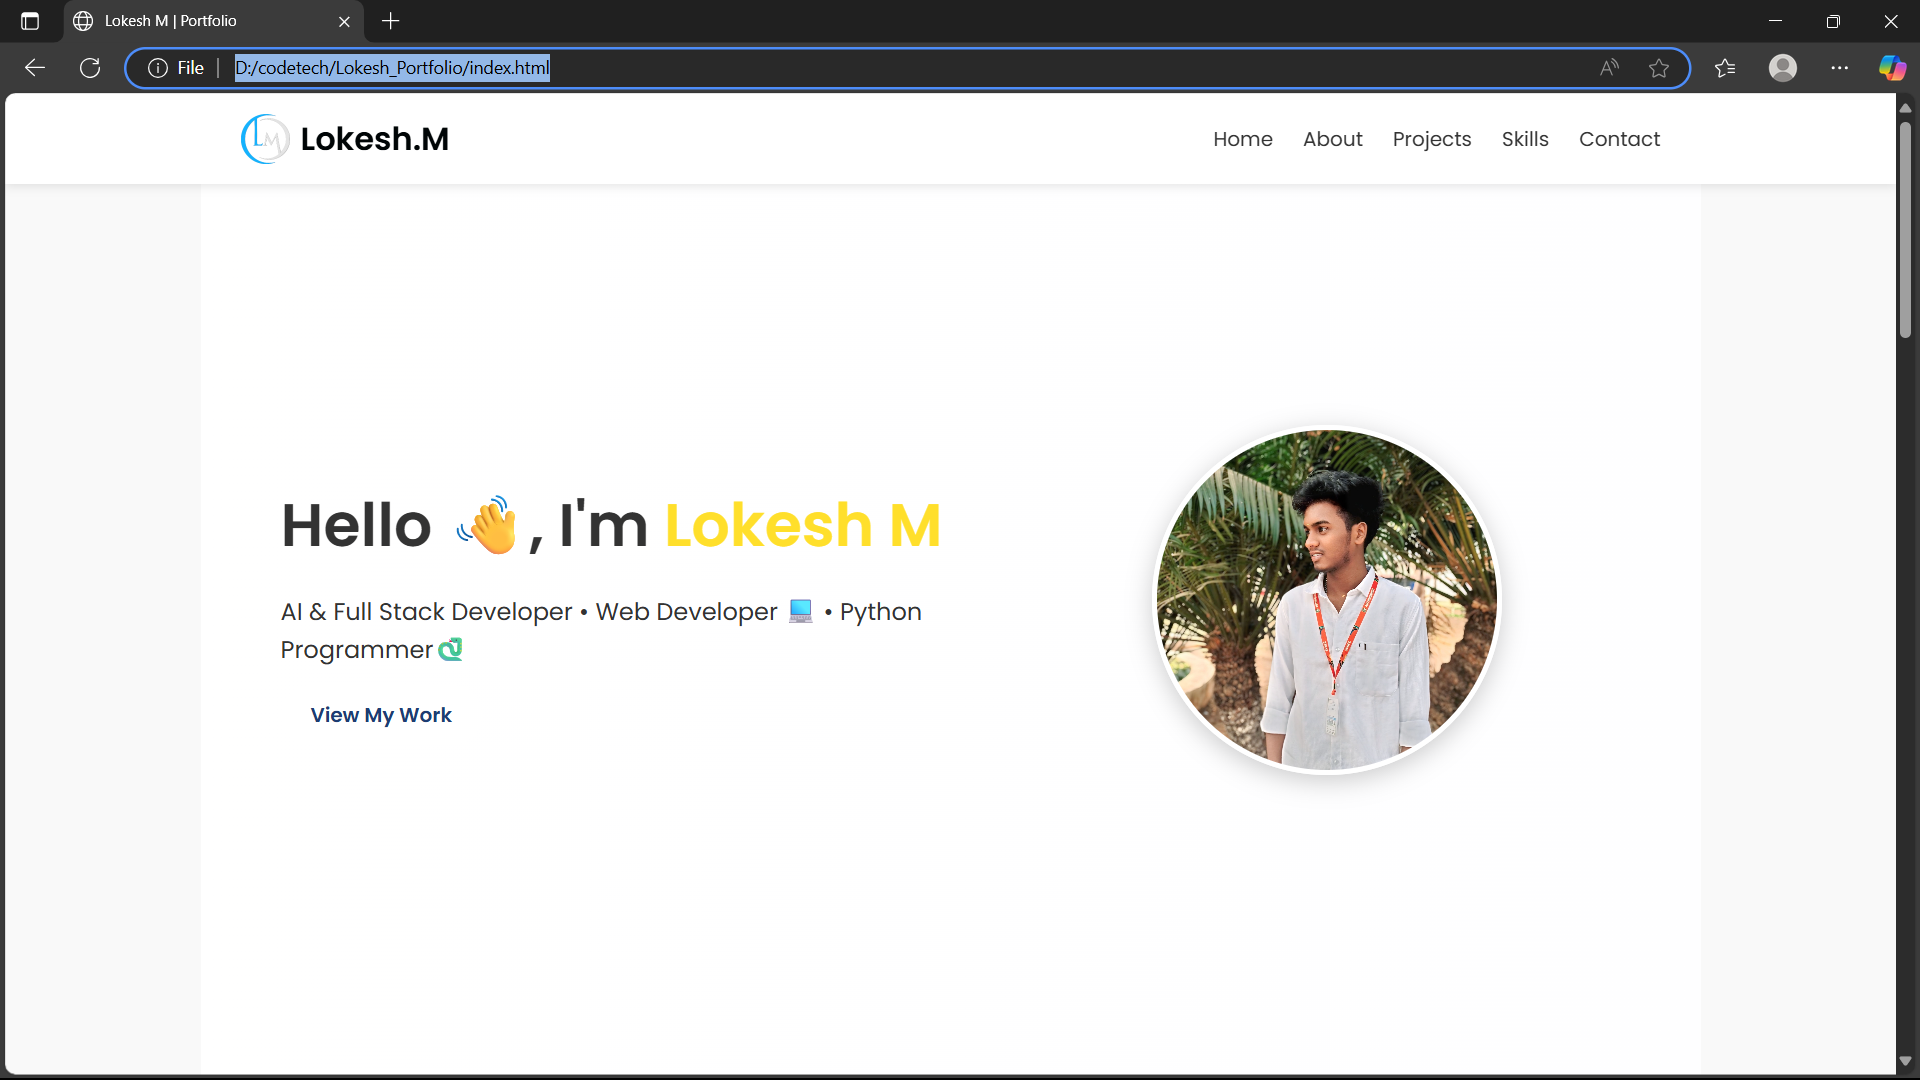 Lokesh M | Portfolio
File
D:/codetech/Lokesh_Portfolio/index.html
LM
Lokesh.M
Home About Projects Skills Contact
Hello 👋, I'm Lokesh M
AI & Full Stack Developer • Web Developer 💻 • Python
Programmer🐍
View My Work